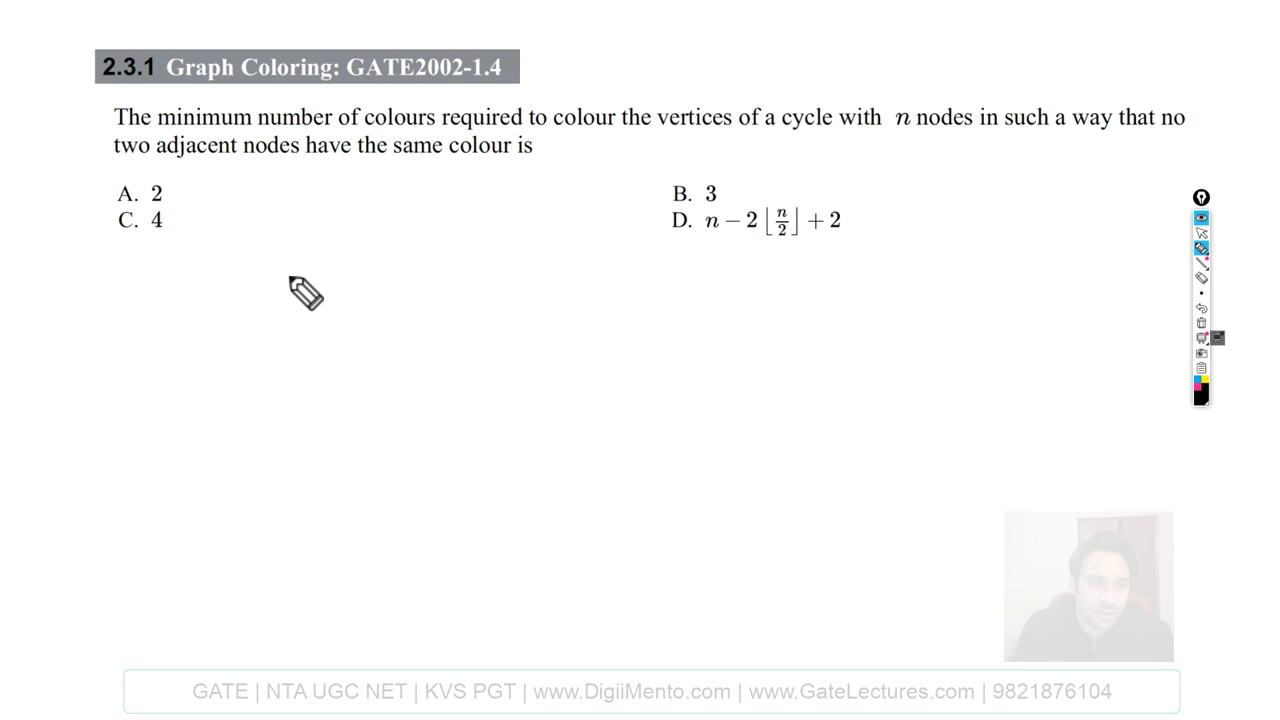 2.3.1 Graph Coloring: GATE2002-1.4
The minimum number of colours required to colour the vertices of a cycle with n nodes in such a way that no
two adjacent nodes have the same colour is
A. 2
B. 3
C. 4
D. n − 2 ⌊n/2⌋ + 2
GATE | NTA UGC NET | KVS PGT | www.DigiiMento.com | www.GateLectures.com | 9821876104